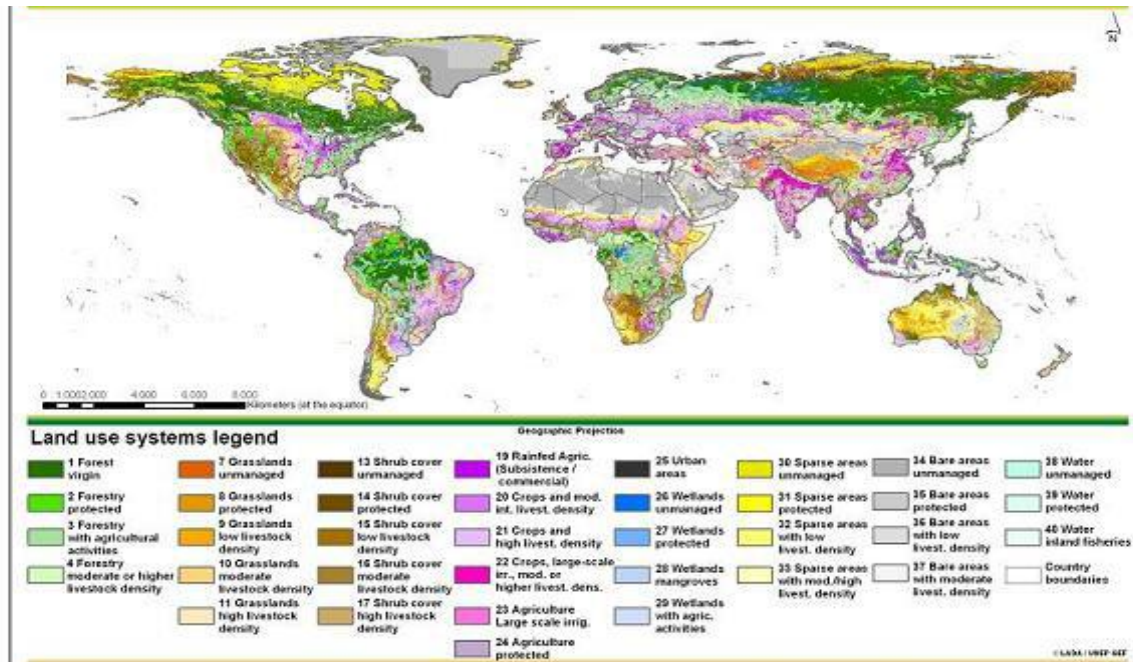 N
0 1,0002,000 4,000 6,000 8,000
Kilometers (at the equator)
Geographic Projection
Land use systems legend
1 Forest
virgin
2 Forestry
protected
3 Forestry
with agricultural
activities
4 Forestry
moderate or higher
livestock density
7 Grasslands
unmanaged
8 Grasslands
protected
9 Grasslands
low livestock
density
10 Grasslands
moderate
livestock density
11 Grasslands
high livestock
density
13 Shrub cover
unmanaged
14 Shrub cover
protected
15 Shrub cover
low livestock
density
16 Shrub cover
moderate
livestock density
17 Shrub cover
high livestock
density
19 Rainfed Agric.
(Subsistence /
commercial)
20 Crops and mod.
int. livest. density
21 Crops and
high livest. density
22 Crops, large-scale
irr., mod. or
higher livest. dens.
23 Agriculture
Large scale irrig.
24 Agriculture
protected
25 Urban
areas
26 Wetlands
unmanaged
27 Wetlands
protected
28 Wetlands
mangroves
29 Wetlands
with agric.
activities
30 Sparse areas
unmanaged
31 Sparse areas
protected
32 Sparse areas
with low
livest. density
33 Sparse areas
with mod./high
livest. density
34 Bare areas
unmanaged
35 Bare areas
protected
36 Bare areas
with low
livest. density
37 Bare areas
with moderate
livest. density
38 Water
unmanaged
39 Water
protected
40 Water
inland fisheries
Country
boundaries
© LADA / UNEP GEF